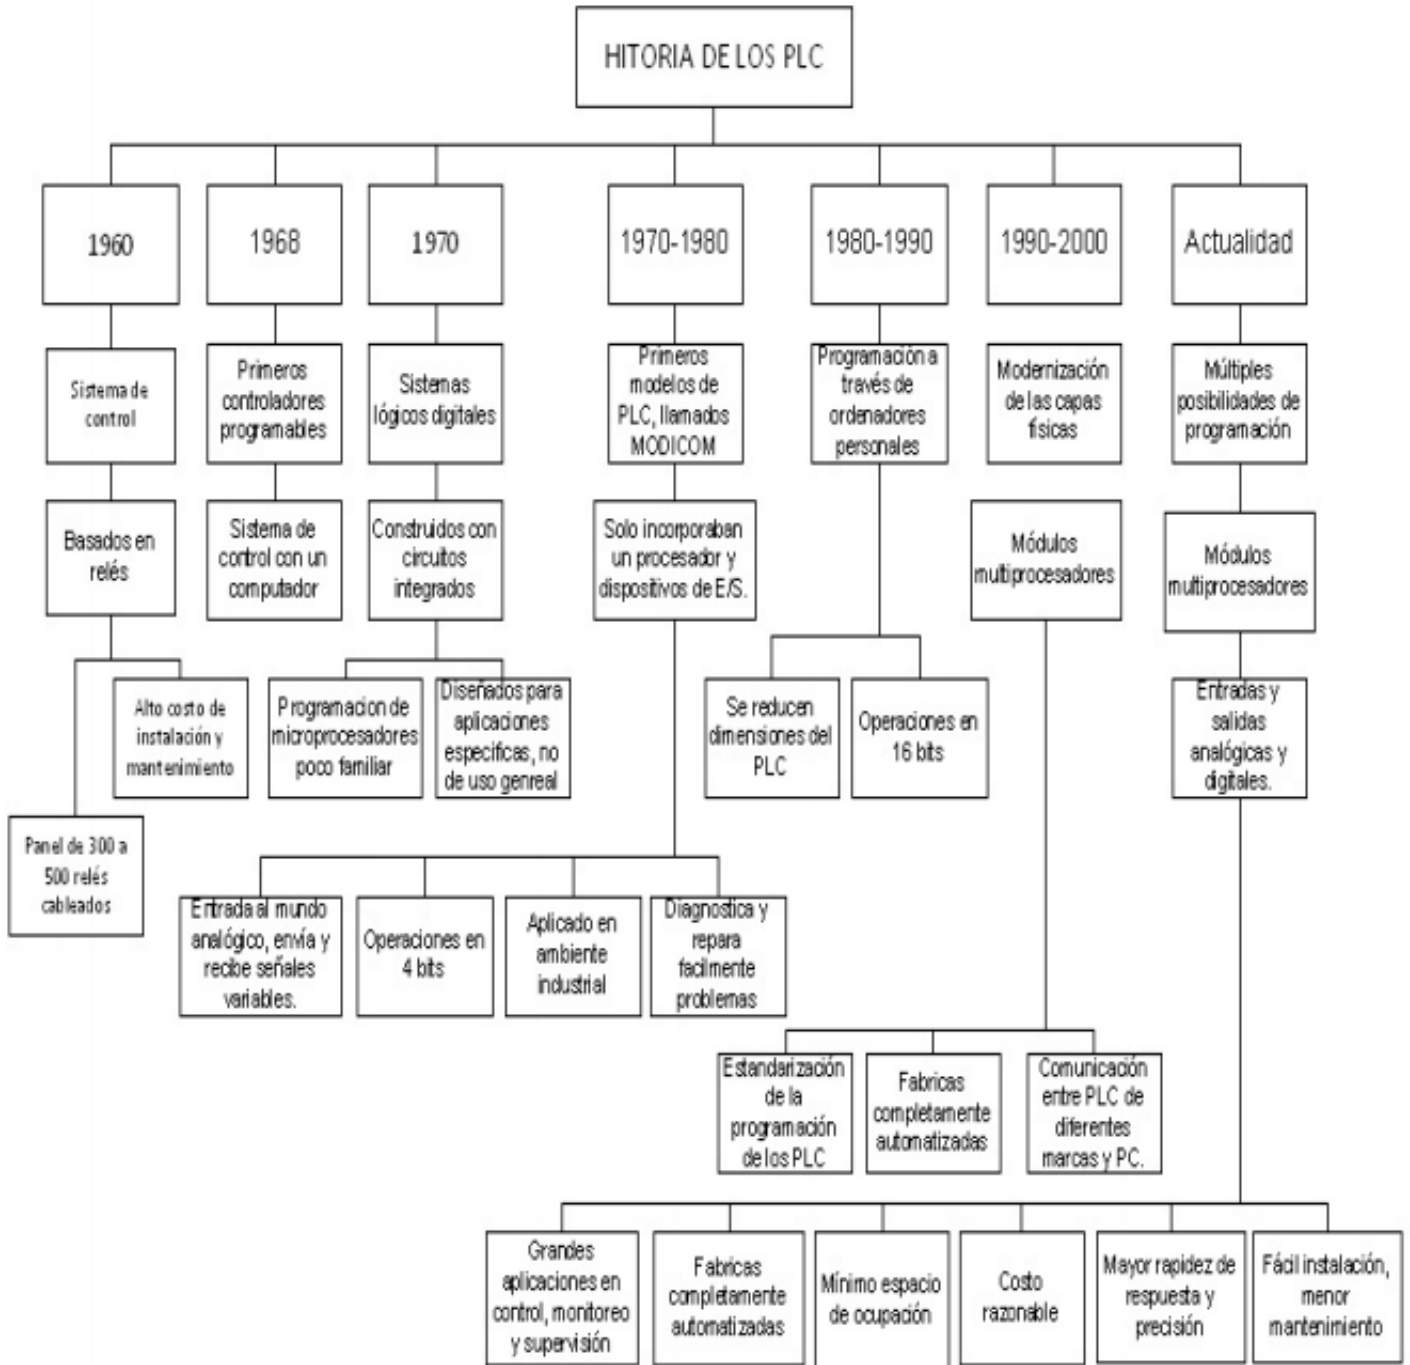 HITORIA DE LOS PLC
1960
1968
1970
1970-1980
1980-1990
1990-2000
Actualidad
Sistema de
control
Primeros
controladores
programables
Sistemas
lógicos digitales
Primeros
modelos de
PLC, llamados
MODICOM
Programación a
través de
ordenadores
personales
Modernización
de las capas
físicas
Múltiples
posibilidades de
programación
Basados en
relés
Sistema de
control con un
computador
Construidos con
circuitos
integrados
Solo incorporaban
un procesador y
dispositivos de E/S.
Módulos
multiprocesadores
Módulos
multiprocesadores
Alto costo de
instalación y
mantenimiento
Programacion de
microprocesadores
poco familiar
Diseñados para
aplicaciones
especificas, no
de uso genreal
Se reducen
dimensiones del
PLC
Operaciones en
16 bits
Entradas y
salidas
analógicas y
digitales.
Panel de 300 a
500 relés
cableados
Entrada al mundo
analógico, envía y
recibe señales
variables.
Operaciones en
4 bits
Aplicado en
ambiente
industrial
Diagnostica y
repara
facilmente
problemas
Estandarización
de la
programación
de los PLC
Fabricas
completamente
automatizadas
Comunicación
entre PLC de
diferentes
marcas y PC.
Grandes
aplicaciones en
control, monitoreo
y supervisión
Fabricas
completamente
automatizadas
Mínimo espacio
de ocupación
Costo
razonable
Mayor rapidez de
respuesta y
precisión
Fácil instalación,
menor
mantenimiento